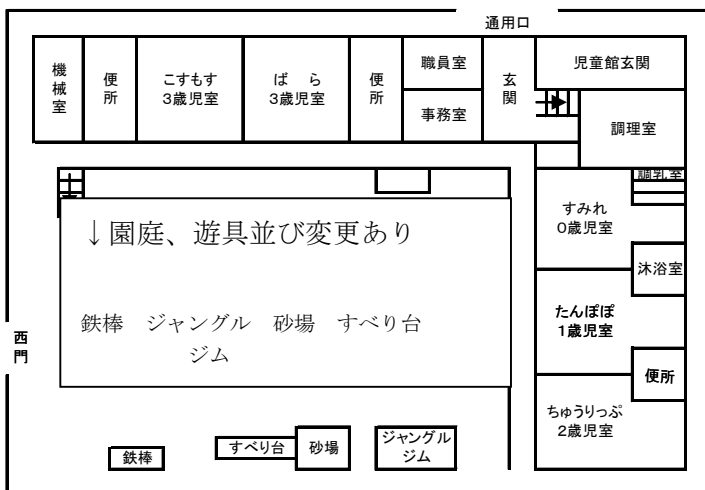 通用口
機械室
便所
こすもす
3歳児室
ばら
3歳児室
便所
職員室
事務室
玄関
児童館玄関
調理室
調乳室
すみれ
0歳児室
沐浴室
たんぽぽ
1歳児室
便所
ちゅうりっぷ
2歳児室
西門
↓園庭、遊具並び変更あり
鉄棒 ジャングル 砂場 すべり台
ジム
鉄棒
すべり台
砂場
ジャングル
ジム